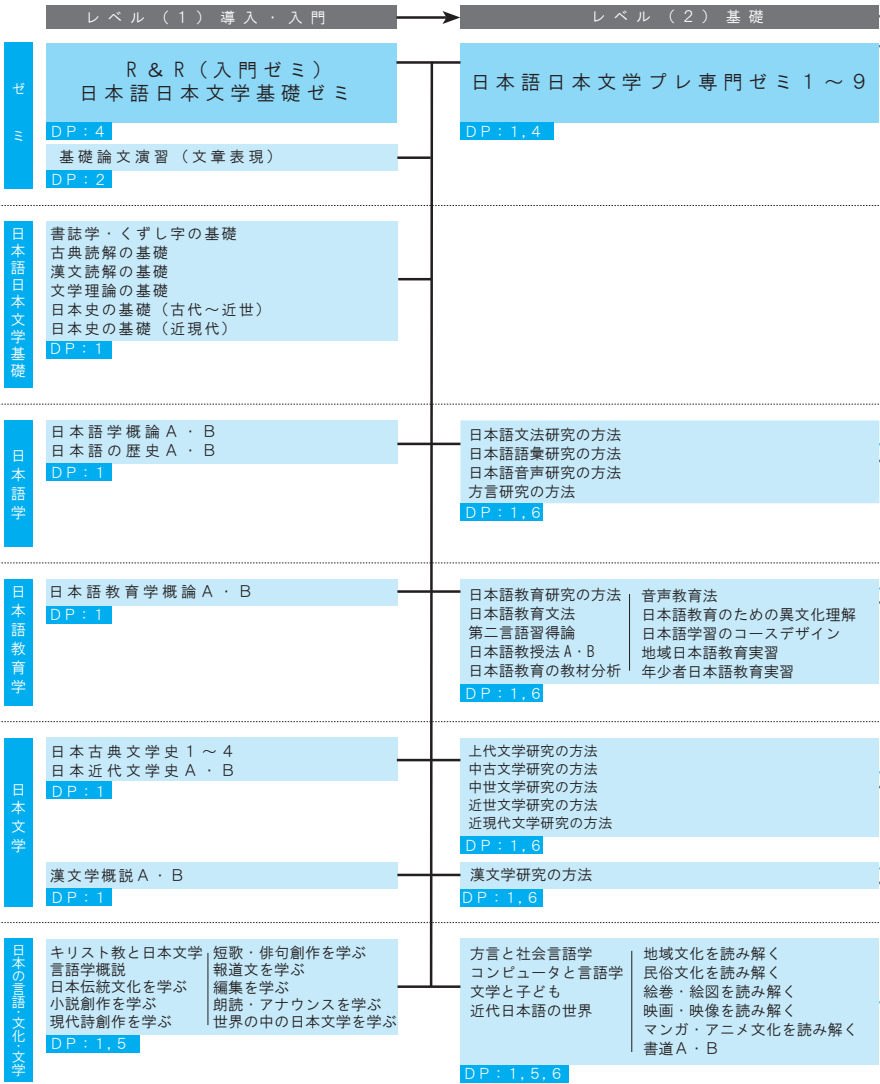 レベル（1）導入・入門
レベル（2）基礎
ゼミ
R＆R（入門ゼミ）
日本語日本文学基礎ゼミ
DP：4
基礎論文演習（文章表現）
DP：2
日本語日本文学プレ専門ゼミ1～9
DP：1,4
日本語日本文学基礎
書誌学・くずし字の基礎
古典読解の基礎
漢文読解の基礎
文学理論の基礎
日本史の基礎（古代～近世）
日本史の基礎（近現代）
DP：1
日本語学
日本語学概論A・B
日本語の歴史A・B
DP：1
日本語文法研究の方法
日本語語彙研究の方法
日本語音声研究の方法
方言研究の方法
DP：1,6
日本語教育学
日本語教育学概論A・B
DP：1
日本語教育研究の方法
日本語教育文法
第二言語習得論
日本語教授法A・B
日本語教育の教材分析
音声教育法
日本語教育のための異文化理解
日本語学習のコースデザイン
地域日本語教育実習
年少者日本語教育実習
DP：1,6
日本文学
日本古典文学史1～4
日本近代文学史A・B
DP：1
上代文学研究の方法
中古文学研究の方法
中世文学研究の方法
近世文学研究の方法
近現代文学研究の方法
DP：1,6
漢文学概説A・B
DP：1
漢文学研究の方法
DP：1,6
日本の言語・文化・文学
キリスト教と日本文学
言語学概説
日本伝統文化を学ぶ
小説創作を学ぶ
現代詩創作を学ぶ
短歌・俳句創作を学ぶ
報道文を学ぶ
編集を学ぶ
朗読・アナウンスを学ぶ
世界の中の日本文学を学ぶ
DP：1,5
方言と社会言語学
コンピュータと言語学
文学と子ども
近代日本語の世界
地域文化を読み解く
民俗文化を読み解く
絵巻・絵図を読み解く
映画・映像を読み解く
マンガ・アニメ文化を読み解く
書道A・B
DP：1,5,6